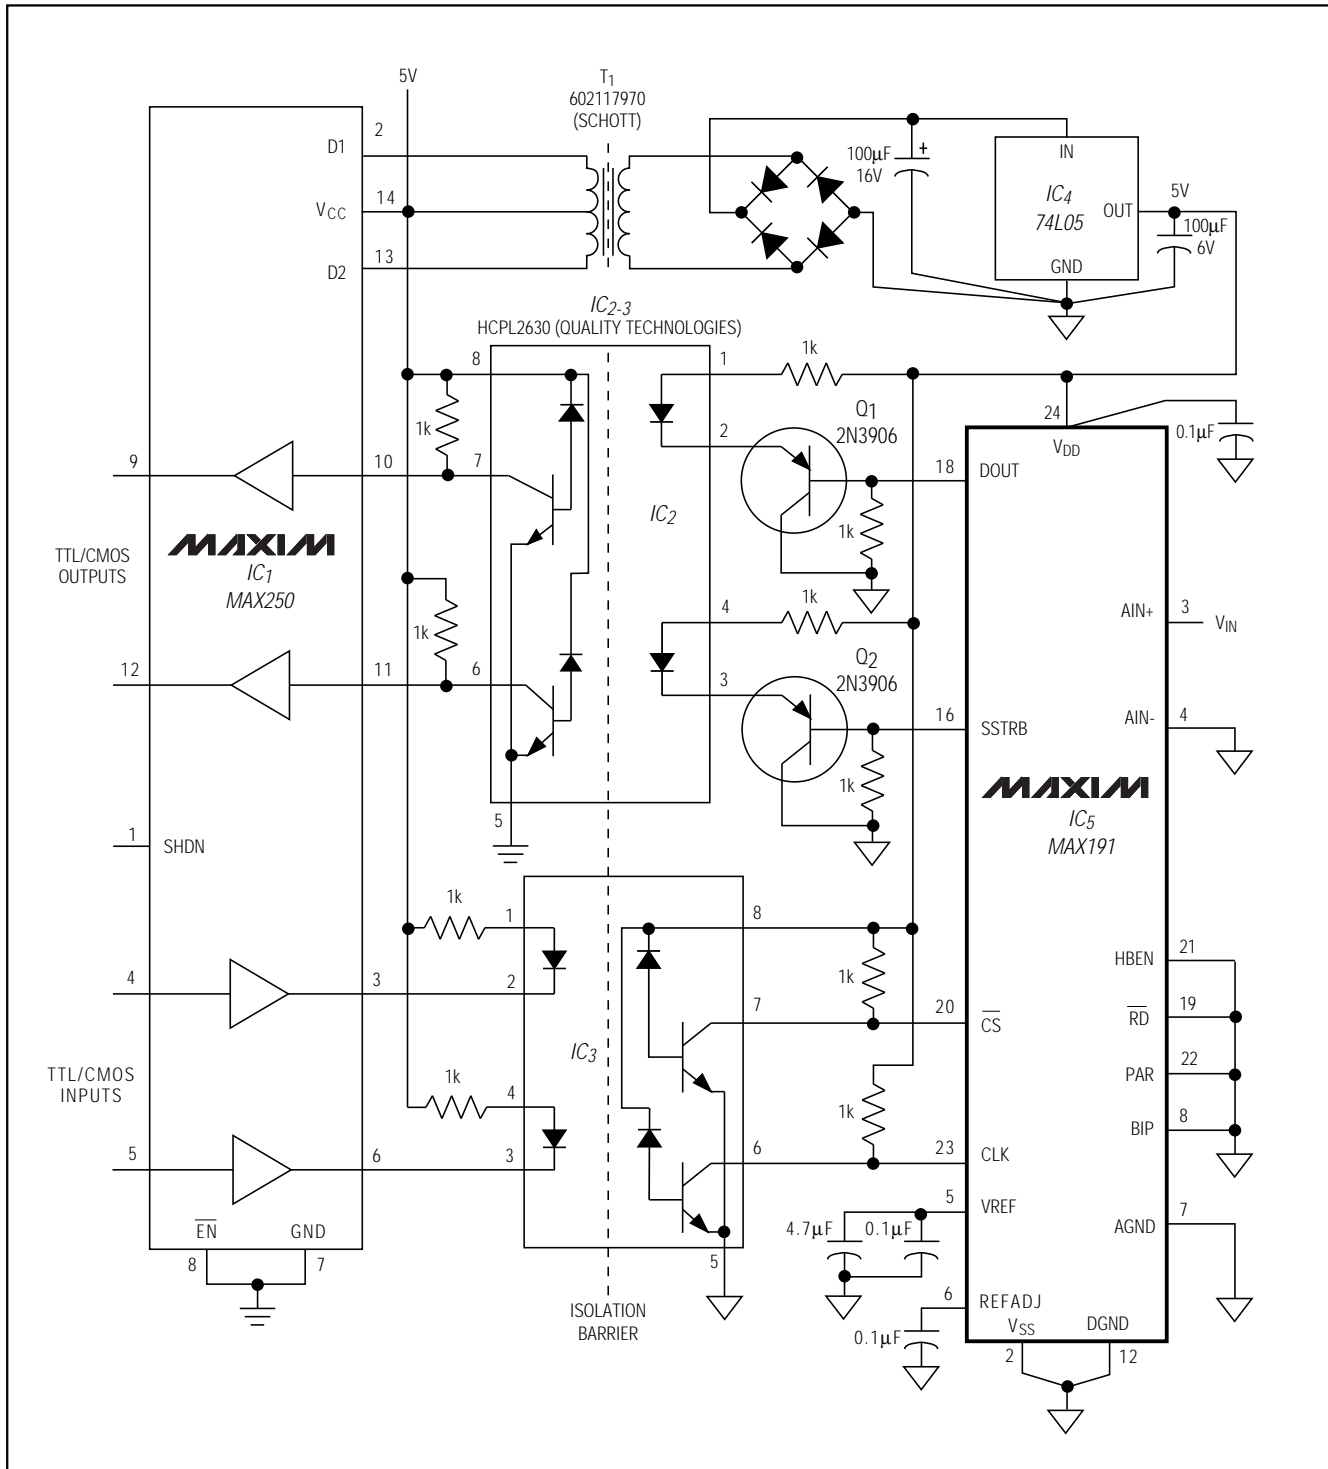 5V
T1
602117970
(SCHOTT)
D1
2
VCC
14
D2
13
100µF
16V
+
IN
IC4
74L05
OUT
GND
5V
100µF
6V
IC2-3
HCPL2630 (QUALITY TECHNOLOGIES)
8
1
1k
1k
2
Q1
2N3906
24
VDD
0.1µF
9
10
7
IC2
18
DOUT
1k
MAXIM
IC1
MAX250
TTL/CMOS
OUTPUTS
1k
4
1k
AIN+
3
VIN
12
11
6
3
Q2
2N3906
16
SSTRB
AIN-
4
1k
MAXIM
IC5
MAX191
5
1
SHDN
1k
1
8
4
3
2
1k
HBEN
21
7
20
CS
RD
19
IC3
TTL/CMOS
INPUTS
1k
4
1k
PAR
22
BIP
8
5
6
3
6
23
CLK
5
VREF
4.7µF
0.1µF
AGND
7
EN
GND
8
7
5
6
REFADJ
0.1µF
VSS
DGND
2
12
ISOLATION
BARRIER